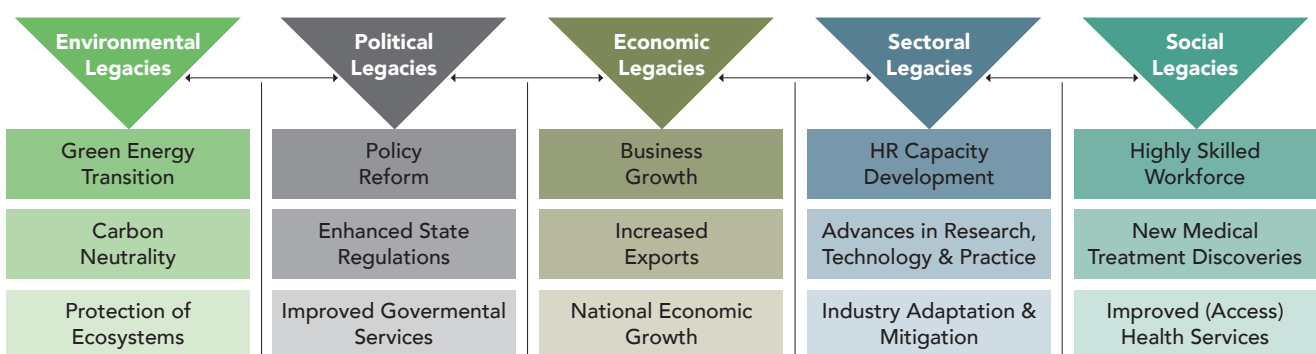 Environmental
Legacies
Green Energy
Transition
Carbon
Neutrality
Protection of
Ecosystems
Political
Legacies
Policy
Reform
Enhanced State
Regulations
Improved Govermental
Services
Economic
Legacies
Business
Growth
Increased
Exports
National Economic
Growth
Sectoral
Legacies
HR Capacity
Development
Advances in Research,
Technology & Practice
Industry Adaptation &
Mitigation
Social
Legacies
Highly Skilled
Workforce
New Medical
Treatment Discoveries
Improved (Access)
Health Services